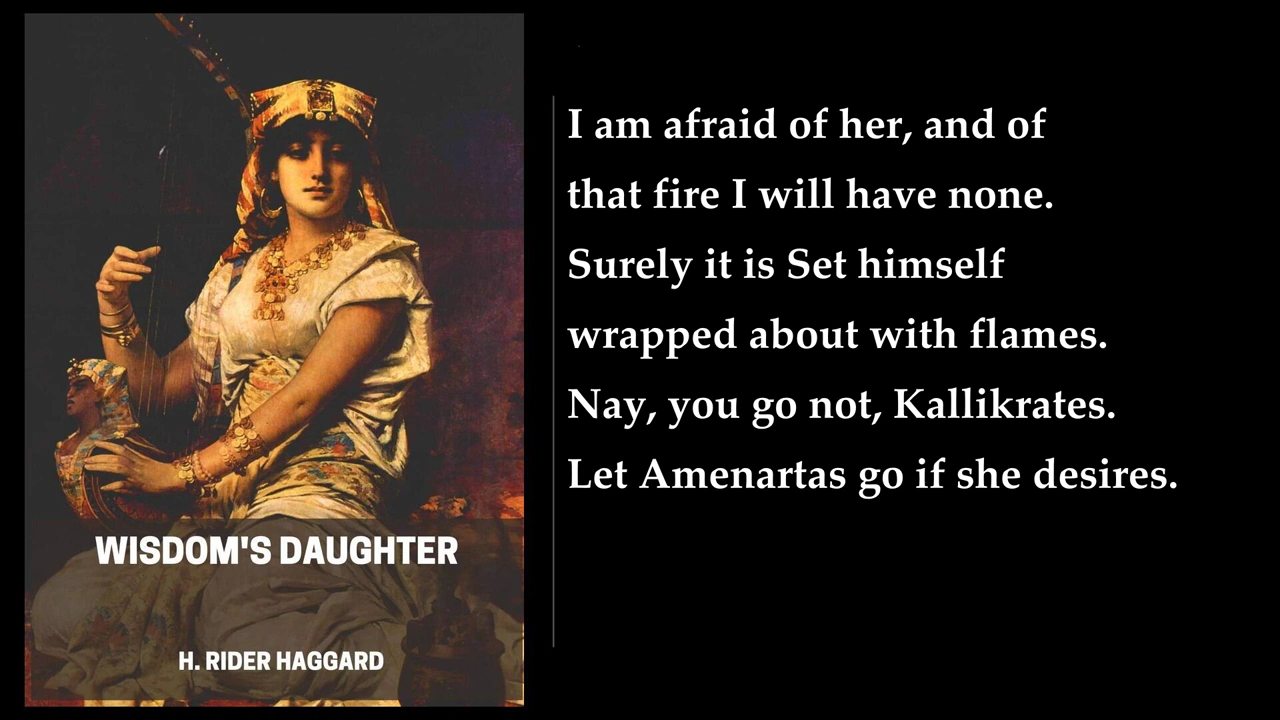 WISDOM'S DAUGHTER
H. RIDER HAGGARD
I am afraid of her, and of
that fire I will have none.
Surely it is Set himself
wrapped about with flames.
Nay, you go not, Kallikrates.
Let Amenartas go if she desires.